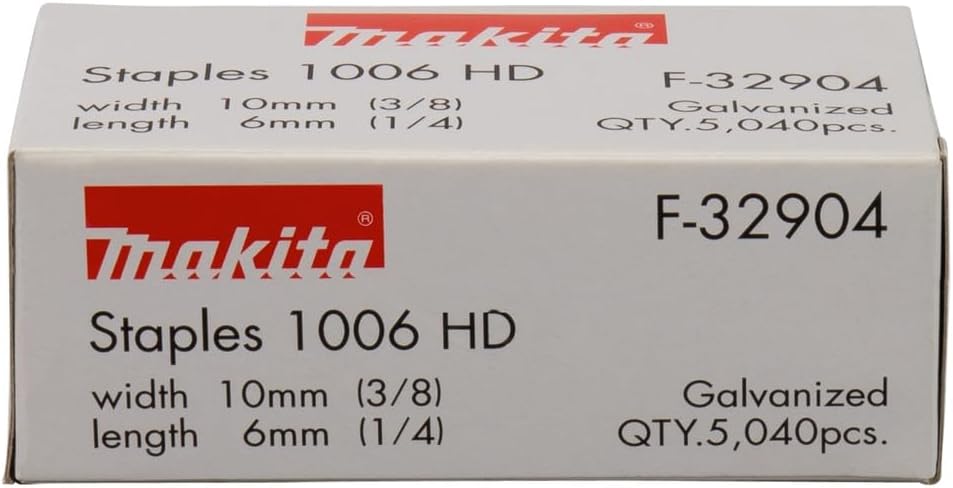 makita
Staples 1006 HD F-32904
width 10mm (3/8) Galvanized
length 6mm (1/4) QTY.5,040pcs.
makita® F-32904
Staples 1006 HD
width 10mm (3/8) Galvanized
length 6mm (1/4) QTY.5,040pcs.